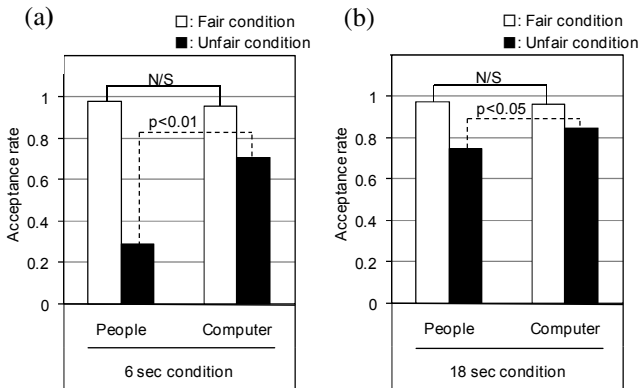 (a)
□: Fair condition
■: Unfair condition
N/S
p<0.01
1
0.8
0.6
0.4
0.2
0
Acceptance rate
People
Computer
6 sec condition
(b)
□: Fair condition
■: Unfair condition
N/S
p<0.05
1
0.8
0.6
0.4
0.2
0
Acceptance rate
People
Computer
18 sec condition